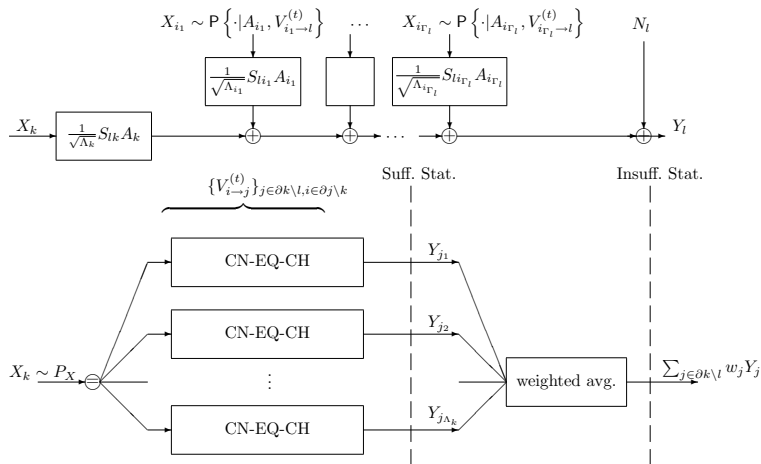 X_{i_1} ∼ P{·|A_{i_1}, V^{(t)}_{i_1→l}} ⋯ X_{i_{Γ_l}} ∼ P{·|A_{i_{Γ_l}}, V^{(t)}_{i_{Γ_l}→l}} N_l
1/√Λ_{i_1} S_{li_1} A_{i_1} 1/√Λ_{i_{Γ_l}} S_{li_{Γ_l}} A_{i_{Γ_l}}
X_k 1/√Λ_k S_{lk} A_k ⊕ ⊕ ⋯ ⊕ ⊕ Y_l
Suff. Stat. Insuff. Stat.
{V^{(t)}_{i→j}}_{j∈∂k\l,i∈∂j\k}
CN-EQ-CH Y_{j_1}
CN-EQ-CH Y_{j_2}
X_k ∼ P_X = ⋮ weighted avg. ∑_{j∈∂k\l} w_j Y_j
CN-EQ-CH Y_{j_{Λ_k}}